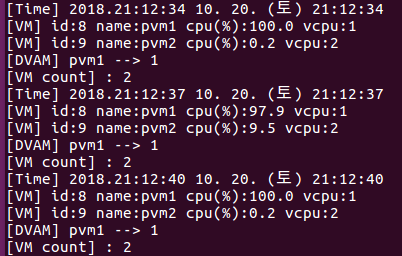 [Time] 2018.21:12:34 10. 20. (토) 21:12:34
[VM] id:8 name:pvm1 cpu(%):100.0 vcpu:1
[VM] id:9 name:pvm2 cpu(%):0.2 vcpu:2
[DVAM] pvm1 --> 1
[VM count] : 2
[Time] 2018.21:12:37 10. 20. (토) 21:12:37
[VM] id:8 name:pvm1 cpu(%):97.9 vcpu:1
[VM] id:9 name:pvm2 cpu(%):9.5 vcpu:2
[DVAM] pvm1 --> 1
[VM count] : 2
[Time] 2018.21:12:40 10. 20. (토) 21:12:40
[VM] id:8 name:pvm1 cpu(%):100.0 vcpu:1
[VM] id:9 name:pvm2 cpu(%):0.2 vcpu:2
[DVAM] pvm1 --> 1
[VM count] : 2